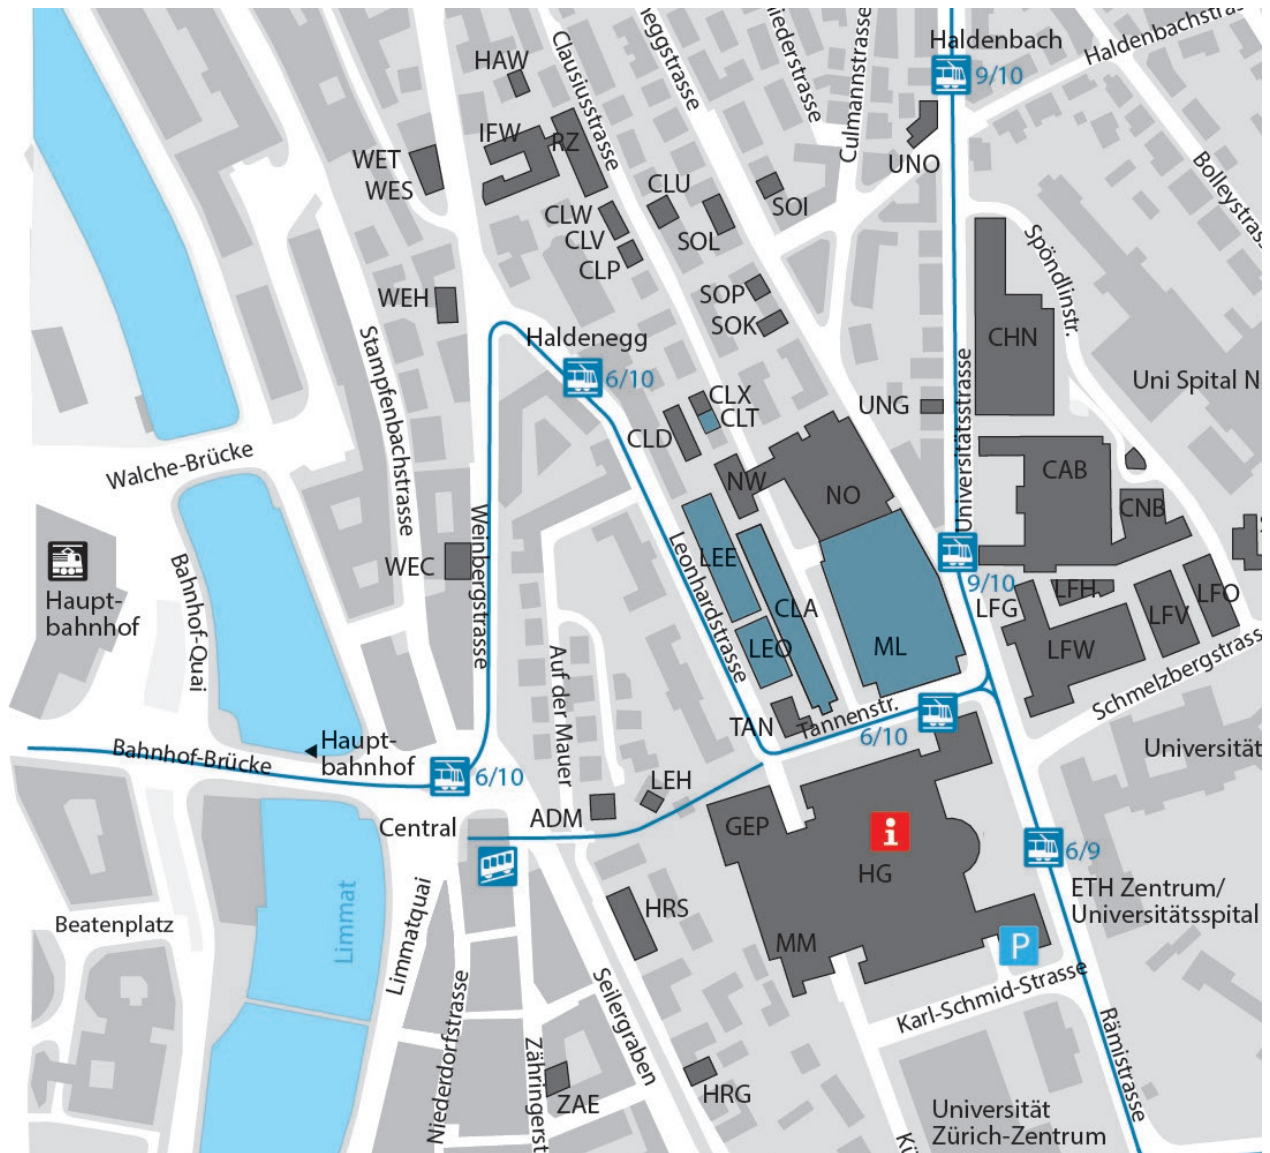 Haldenbach
9/10
Haldenbachstra
Clausiusstrasse
neggstrasse
niederstrasse
Culmannstrasse
HAW
IFW
RZ
WET
WES
UNO
Bolleystrass
CLU
SOI
CLW
CLV
SOL
CLP
Spöndlinstr.
WEH
SOP
SOK
CHN
Haldenegg
6/10
Stampfenbachstrasse
Uni Spital N
CLX
CLT
UNG
CLD
Universitätsstrasse
Walche-Brücke
CAB
NW
NO
CNB
Weinbergstrasse
Leonhardstrasse
WEC
LEE
9/10
Haupt-
bahnhof
Bahnhof-Quai
CLA
LFG
LFH
LFV
LFO
LEO
ML
LFW
Auf der Mauer
Schmelzbergstrasse
TAN
Tannenstr.
6/10
Bahnhof-Brücke
Haupt-
bahnhof
6/10
Universität
LEH
ADM
Central
GEP
i
HG
6/9
ETH Zentrum/
Universitätsspital
HRS
Beatenplatz
Limmat
Limmatquai
MM
P
Karl-Schmid-Strasse
Seilergraben
Niederdorfstrasse
Zähringerst
Rämistrasse
ZAE
HRG
Universität
Zürich-Zentrum
Kü